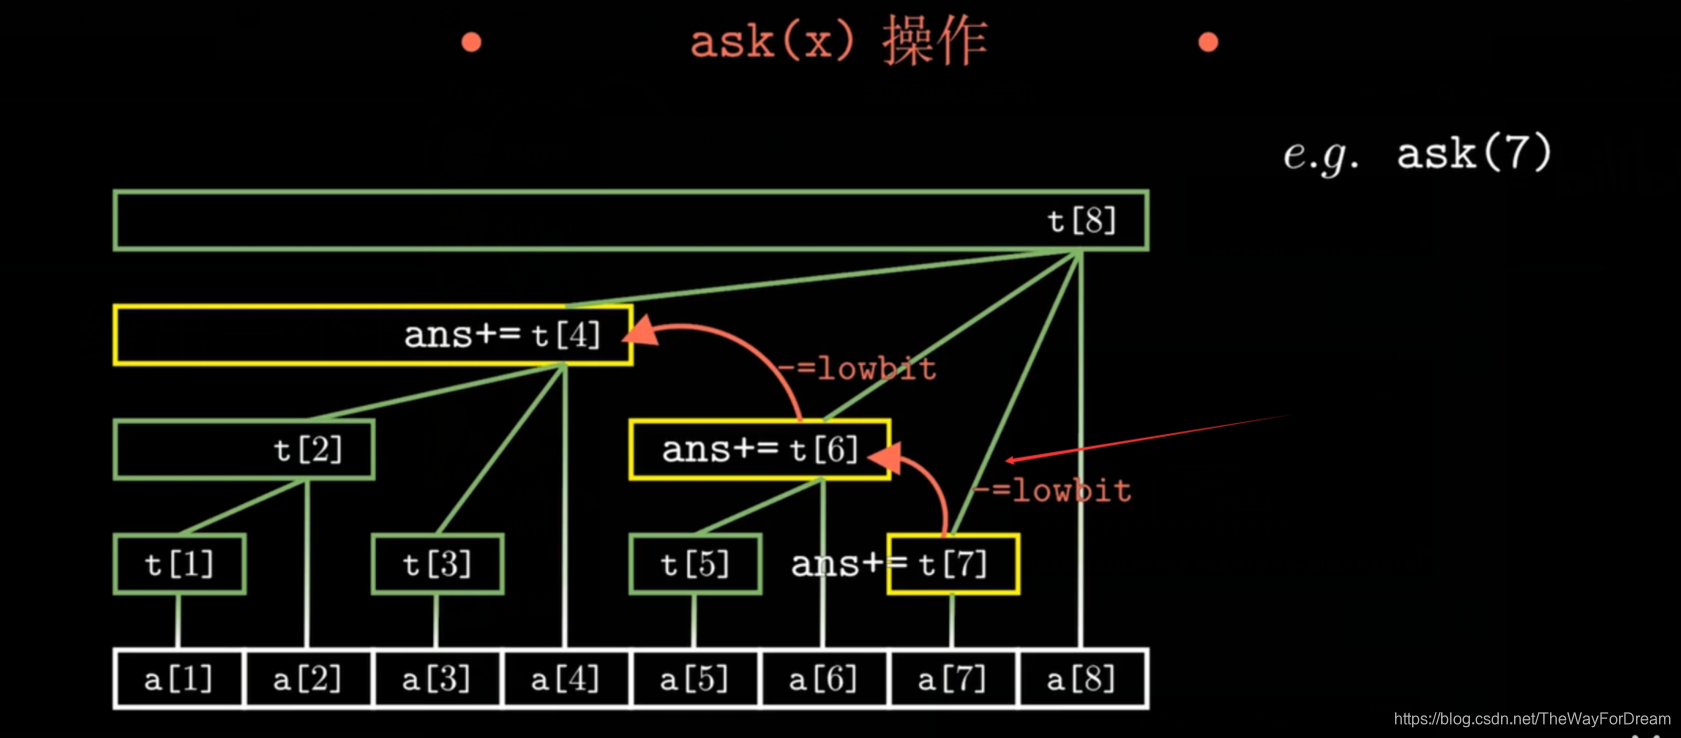 ask(x) 操作
e.g. ask(7)
t[8]
ans+= t[4]
-=lowbit
t[2]
ans+= t[6]
-=lowbit
t[1] t[3] t[5] ans+= t[7]
a[1] a[2] a[3] a[4] a[5] a[6] a[7] a[8]
https://blog.csdn.net/TheWayForDream